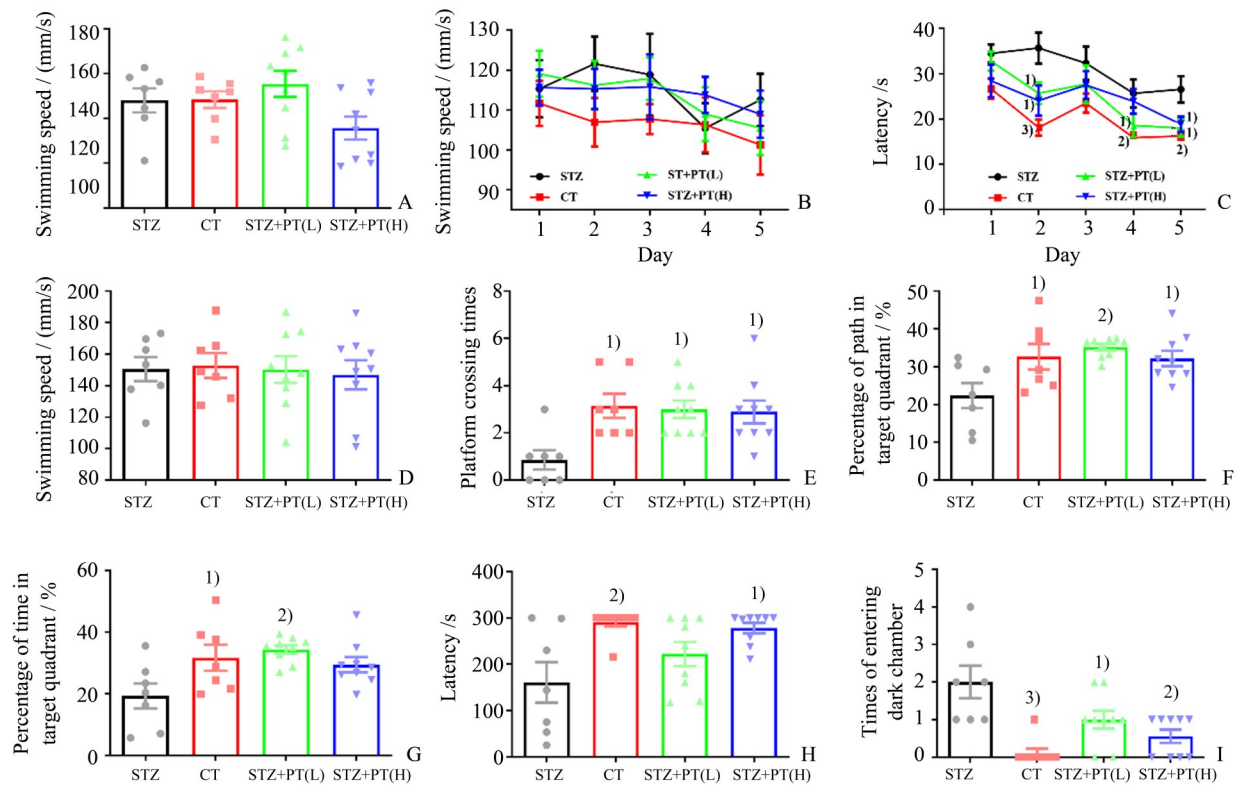 Swimming speed / (mm/s)
180
160
140
120
100
STZ
CT
STZ+PT(L)
STZ+PT(H)
A
Swimming speed / (mm/s)
130
120
110
100
90
STZ
ST+PT(L)
CT
STZ+PT(H)
1
2
3
4
5
Day
B
Latency /s
40
30
20
10
0
1)
1)
3)
1)
2)
1)
1)
2)
STZ
STZ+PT(L)
CT
STZ+PT(H)
1
2
3
4
5
Day
C
Swimming speed / (mm/s)
200
180
160
140
120
100
80
STZ
CT
STZ+PT(L)
STZ+PT(H)
D
Platform crossing times
8
6
4
2
0
1)
1)
1)
STZ
CT
STZ+PT(L)
STZ+PT(H)
E
Percentage of path in
target quadrant / %
50
40
30
20
10
0
1)
2)
1)
STZ
CT
STZ+PT(L)
STZ+PT(H)
F
Percentage of time in
target quadrant / %
60
40
20
0
1)
2)
STZ
CT
STZ+PT(L)
STZ+PT(H)
G
Latency /s
400
300
200
100
0
2)
1)
STZ
CT
STZ+PT(L)
STZ+PT(H)
H
Times of entering
dark chamber
5
4
3
2
1
0
3)
1)
2)
STZ
CT
STZ+PT(L)
STZ+PT(H)
I